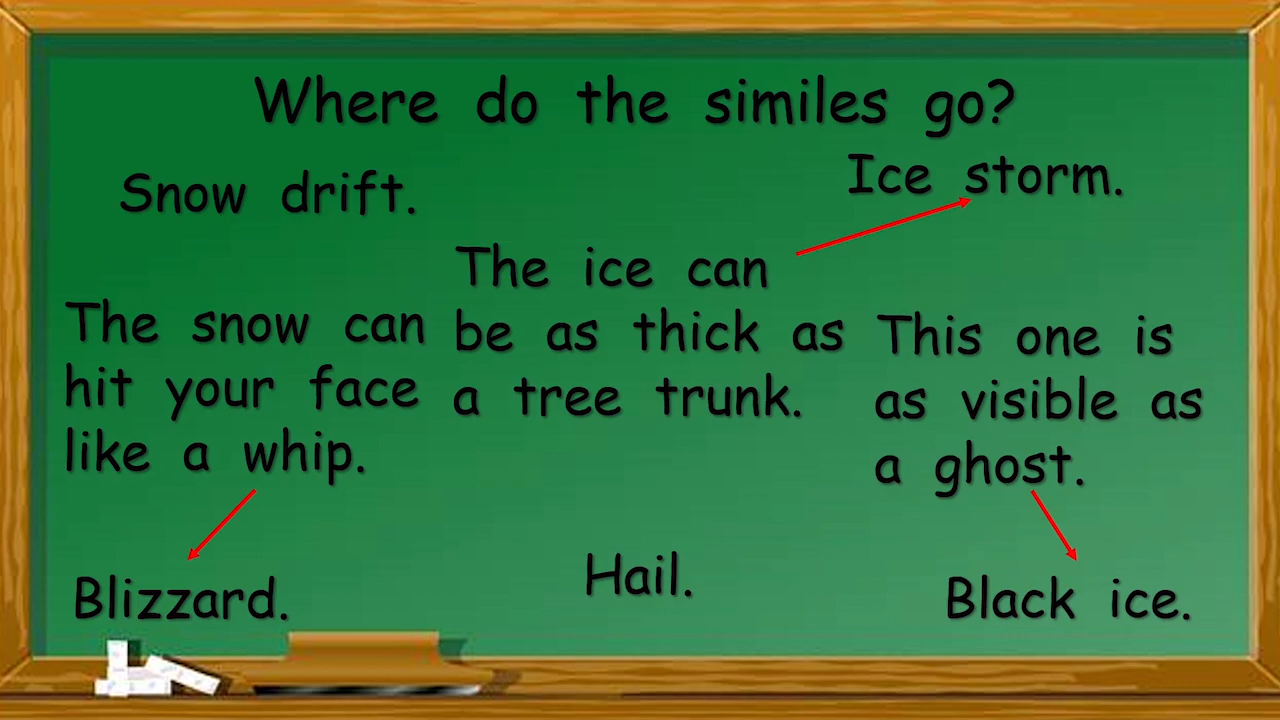 Where do the similes go?
Snow drift.
Ice storm.
The snow can
hit your face
like a whip.
The ice can
be as thick as
a tree trunk.
This one is
as visible as
a ghost.
Blizzard.
Hail.
Black ice.